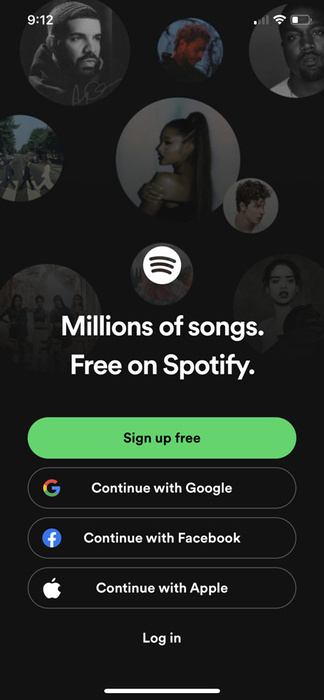 9:12
Millions of songs.
Free on Spotify.
Sign up free
Continue with Google
Continue with Facebook
Continue with Apple
Log in